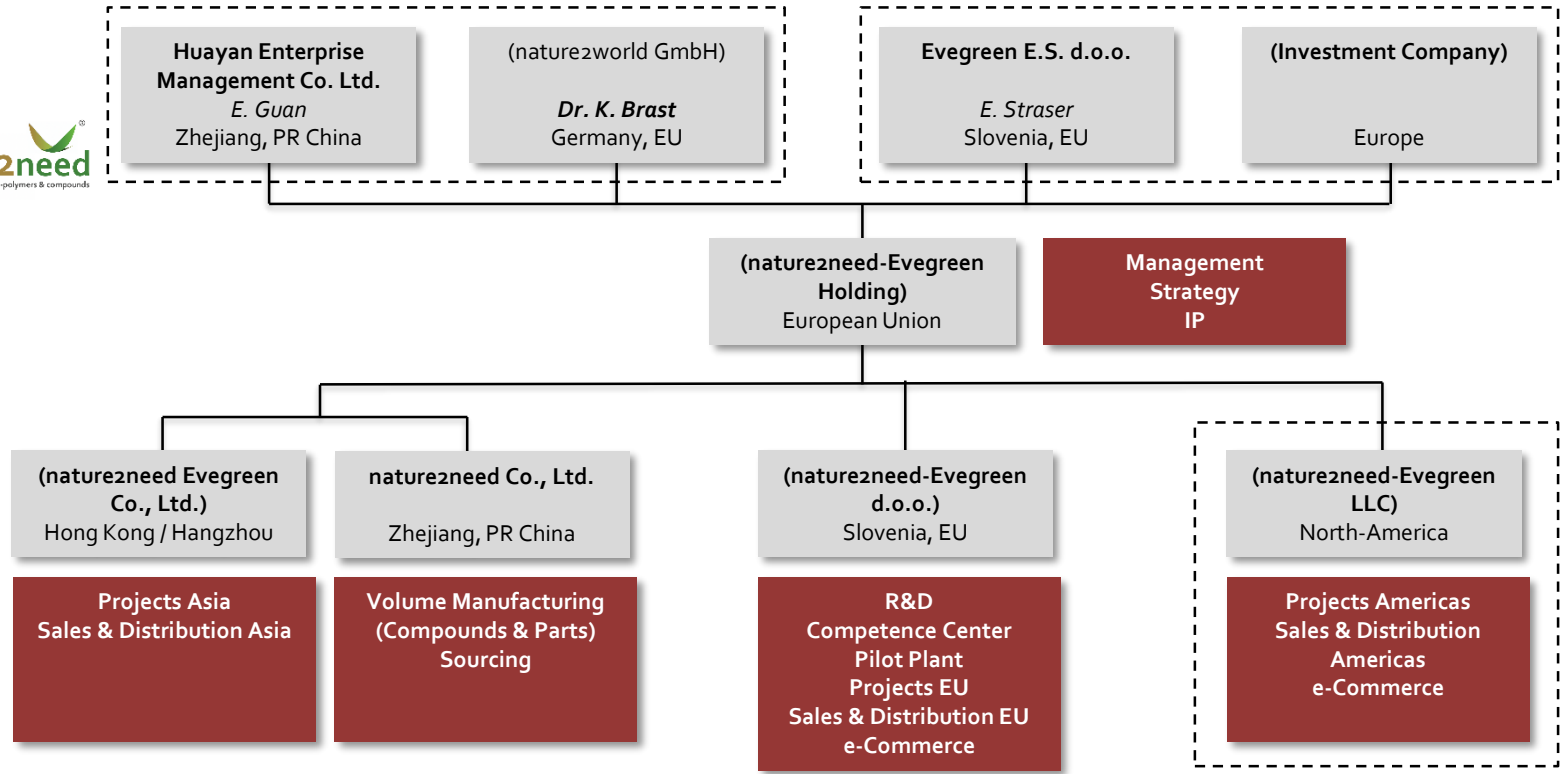 Huayan Enterprise
Management Co. Ltd.
E. Guan
Zhejiang, PR China
(nature2world GmbH)
Dr. K. Brast
Germany, EU
Evegreen E.S. d.o.o.
E. Straser
Slovenia, EU
(Investment Company)
Europe
®
2need
-polymers & compounds
(nature2need-Evegreen
Holding)
European Union
Management
Strategy
IP
(nature2need Evegreen
Co., Ltd.)
Hong Kong / Hangzhou
nature2need Co., Ltd.
Zhejiang, PR China
(nature2need-Evegreen
d.o.o.)
Slovenia, EU
(nature2need-Evegreen
LLC)
North-America
Projects Asia
Sales & Distribution Asia
Volume Manufacturing
(Compounds & Parts)
Sourcing
R&D
Competence Center
Pilot Plant
Projects EU
Sales & Distribution EU
e-Commerce
Projects Americas
Sales & Distribution
Americas
e-Commerce